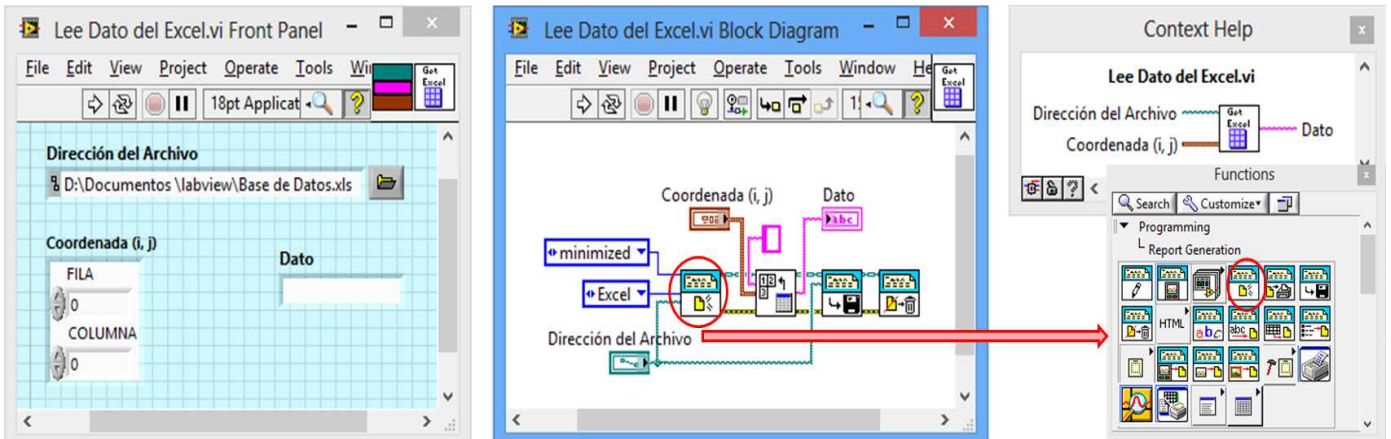 Lee Dato del Excel.vi Front Panel
File Edit View Project Operate Tools
18pt Applicat
Get
Excel
Dirección del Archivo
D:\Documentos \labview\Base de Datos.xls
Coordenada (i, j)
FILA
0
COLUMNA
0
Dato
Lee Dato del Excel.vi Block Diagram
File Edit View Project Operate Tools Window He
Get
Excel
Coordenada (i, j)
Dato
abc
minimized
Excel
Dirección del Archivo
Context Help
Lee Dato del Excel.vi
Dirección del Archivo
Get
Excel
Dato
Coordenada (i, j)
Functions
Search Customize
Programming
Report Generation
HTML
abc
abc